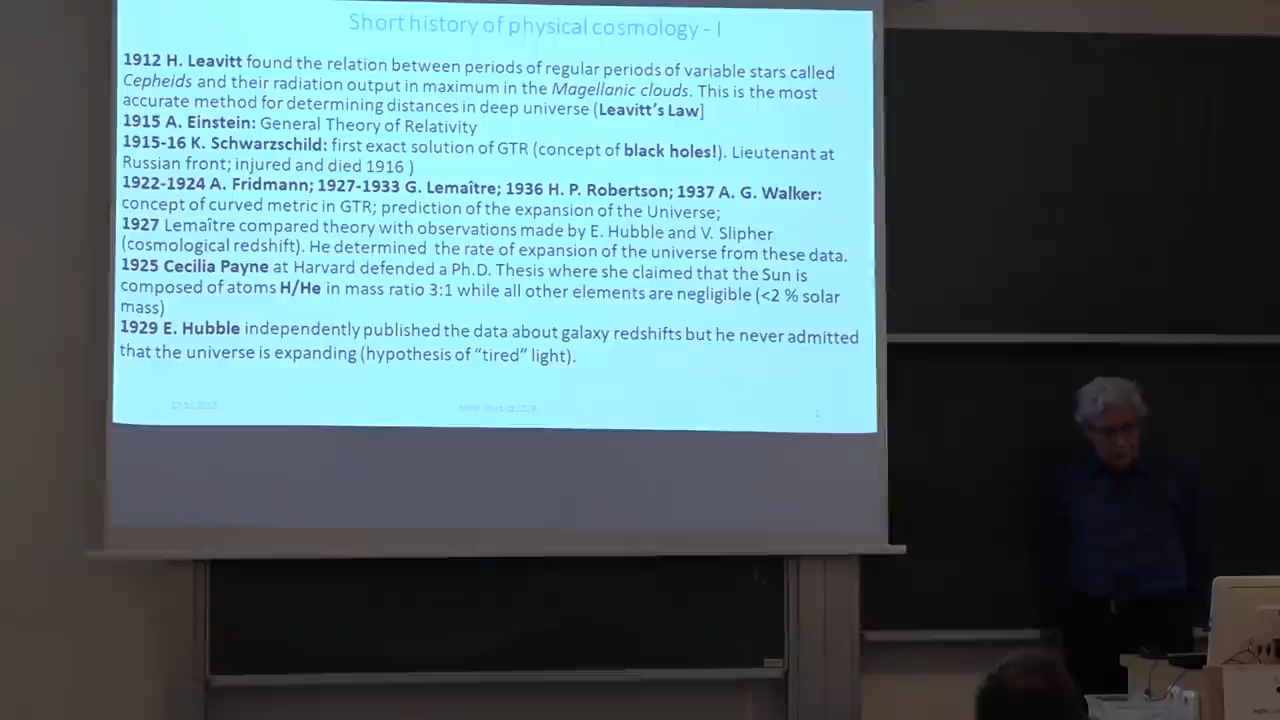 Short history of physical cosmology - I
1912 H. Leavitt found the relation between periods of regular periods of variable stars called
Cepheids and their radiation output in maximum in the Magellanic clouds. This is the most
accurate method for determining distances in deep universe (Leavitt's Law]
1915 A. Einstein: General Theory of Relativity
1915-16 K. Schwarzschild: first exact solution of GTR (concept of black holes!). Lieutenant at
Russian front; injured and died 1916 )
1922-1924 A. Fridmann; 1927-1933 G. Lemaître; 1936 H. P. Robertson; 1937 A. G. Walker:
concept of curved metric in GTR; prediction of the expansion of the Universe;
1927 Lemaître compared theory with observations made by E. Hubble and V. Slipher
(cosmological redshift). He determined the rate of expansion of the universe from these data.
1925 Cecilia Payne at Harvard defended a Ph.D. Thesis where she claimed that the Sun is
composed of atoms H/He in mass ratio 3:1 while all other elements are negligible (<2 % solar
mass)
1929 E. Hubble independently published the data about galaxy redshifts but he never admitted
that the universe is expanding (hypothesis of "tired" light).